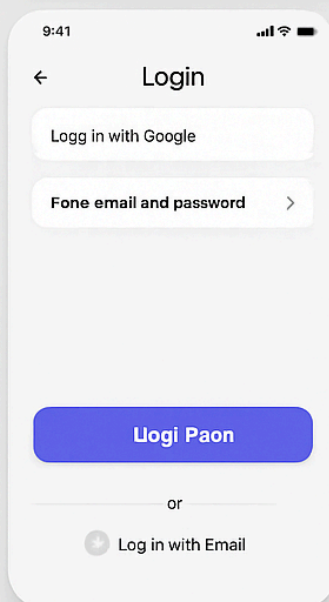 9:41
Login
Logg in with Google
Fone email and password
Uogi Paon
or
Log in with Email